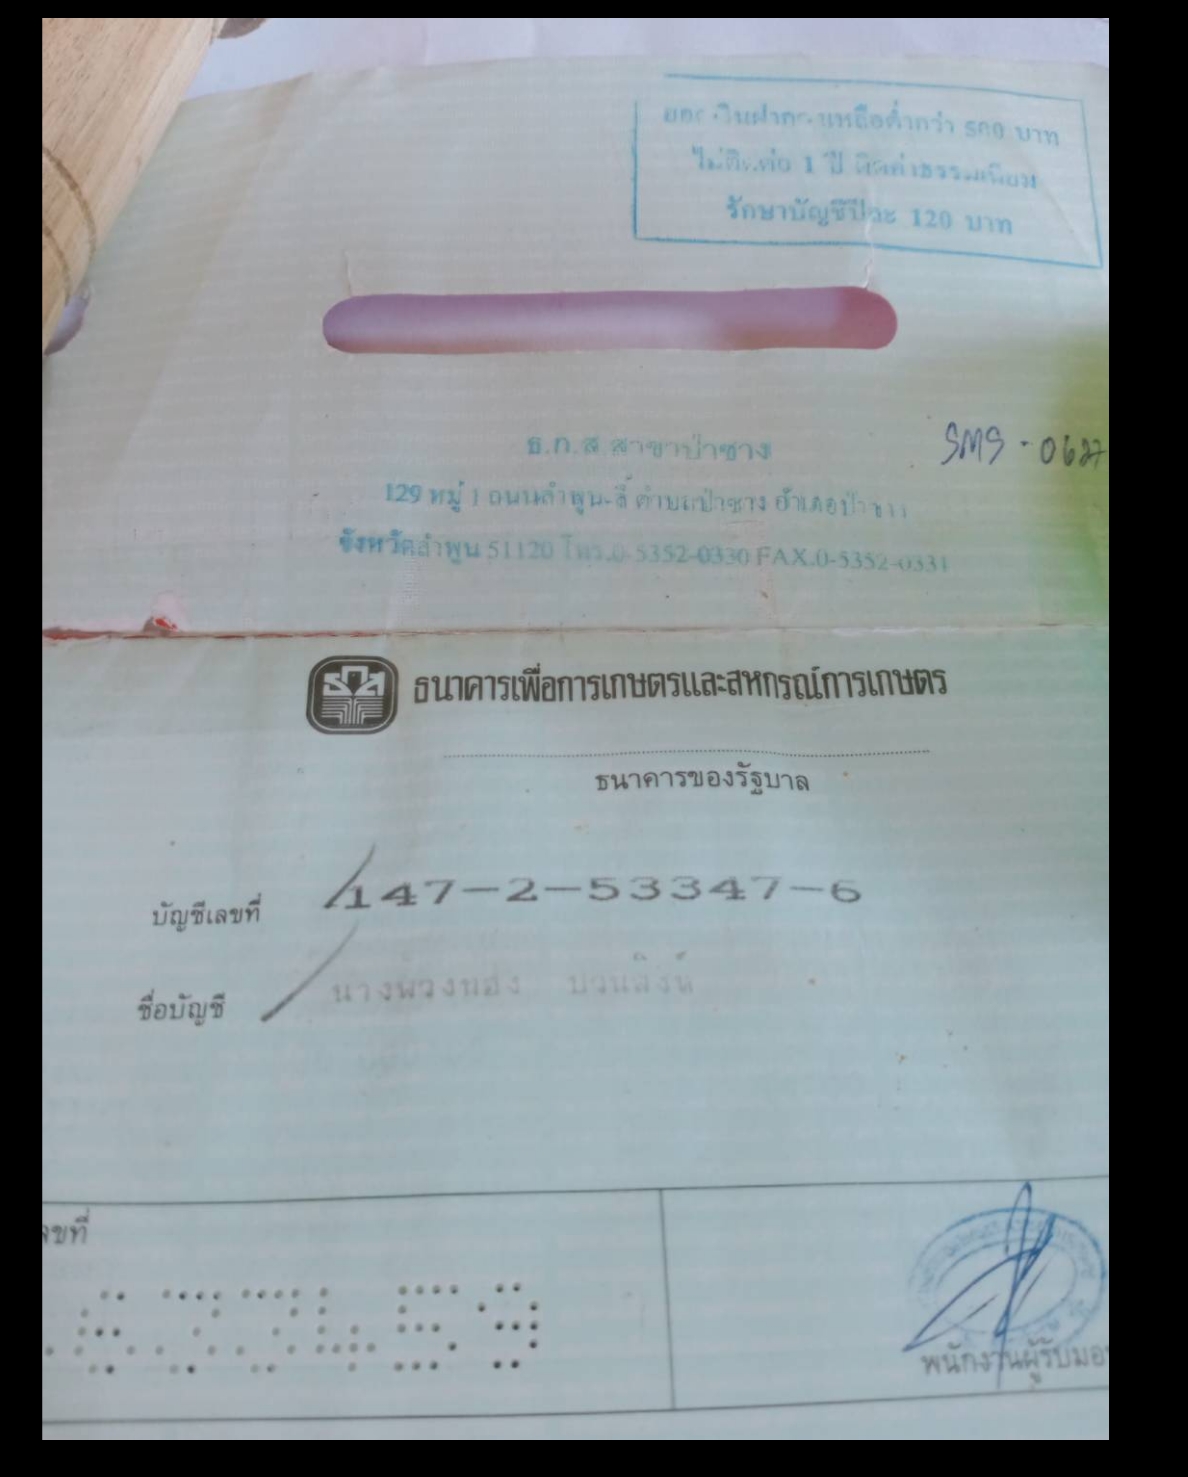 ยอดเงินฝากคงเหลือต่ำกว่า 500 บาท
ไม่ติดต่อ 1 ปี คิดค่าธรรมเนียม
รักษาบัญชีปีละ 120 บาท
ธ.ก.ส.สาขาป่าซาง
SMS - 0627
129 หมู่ 1 ถนนลำพูน-ลี้ ตำบลป่าซาง อำเภอป่าซาง
จังหวัดลำพูน 51120 โทร.0-5352-0330 FAX.0-5352-0331
ธกส
ธนาคารเพื่อการเกษตรและสหกรณ์การเกษตร
ธนาคารของรัฐบาล
บัญชีเลขที่ 147-2-53347-6
ชื่อบัญชี นางพวงทอง ปวนสิงห์
ลขที่
พนักงานผู้รับมอบ